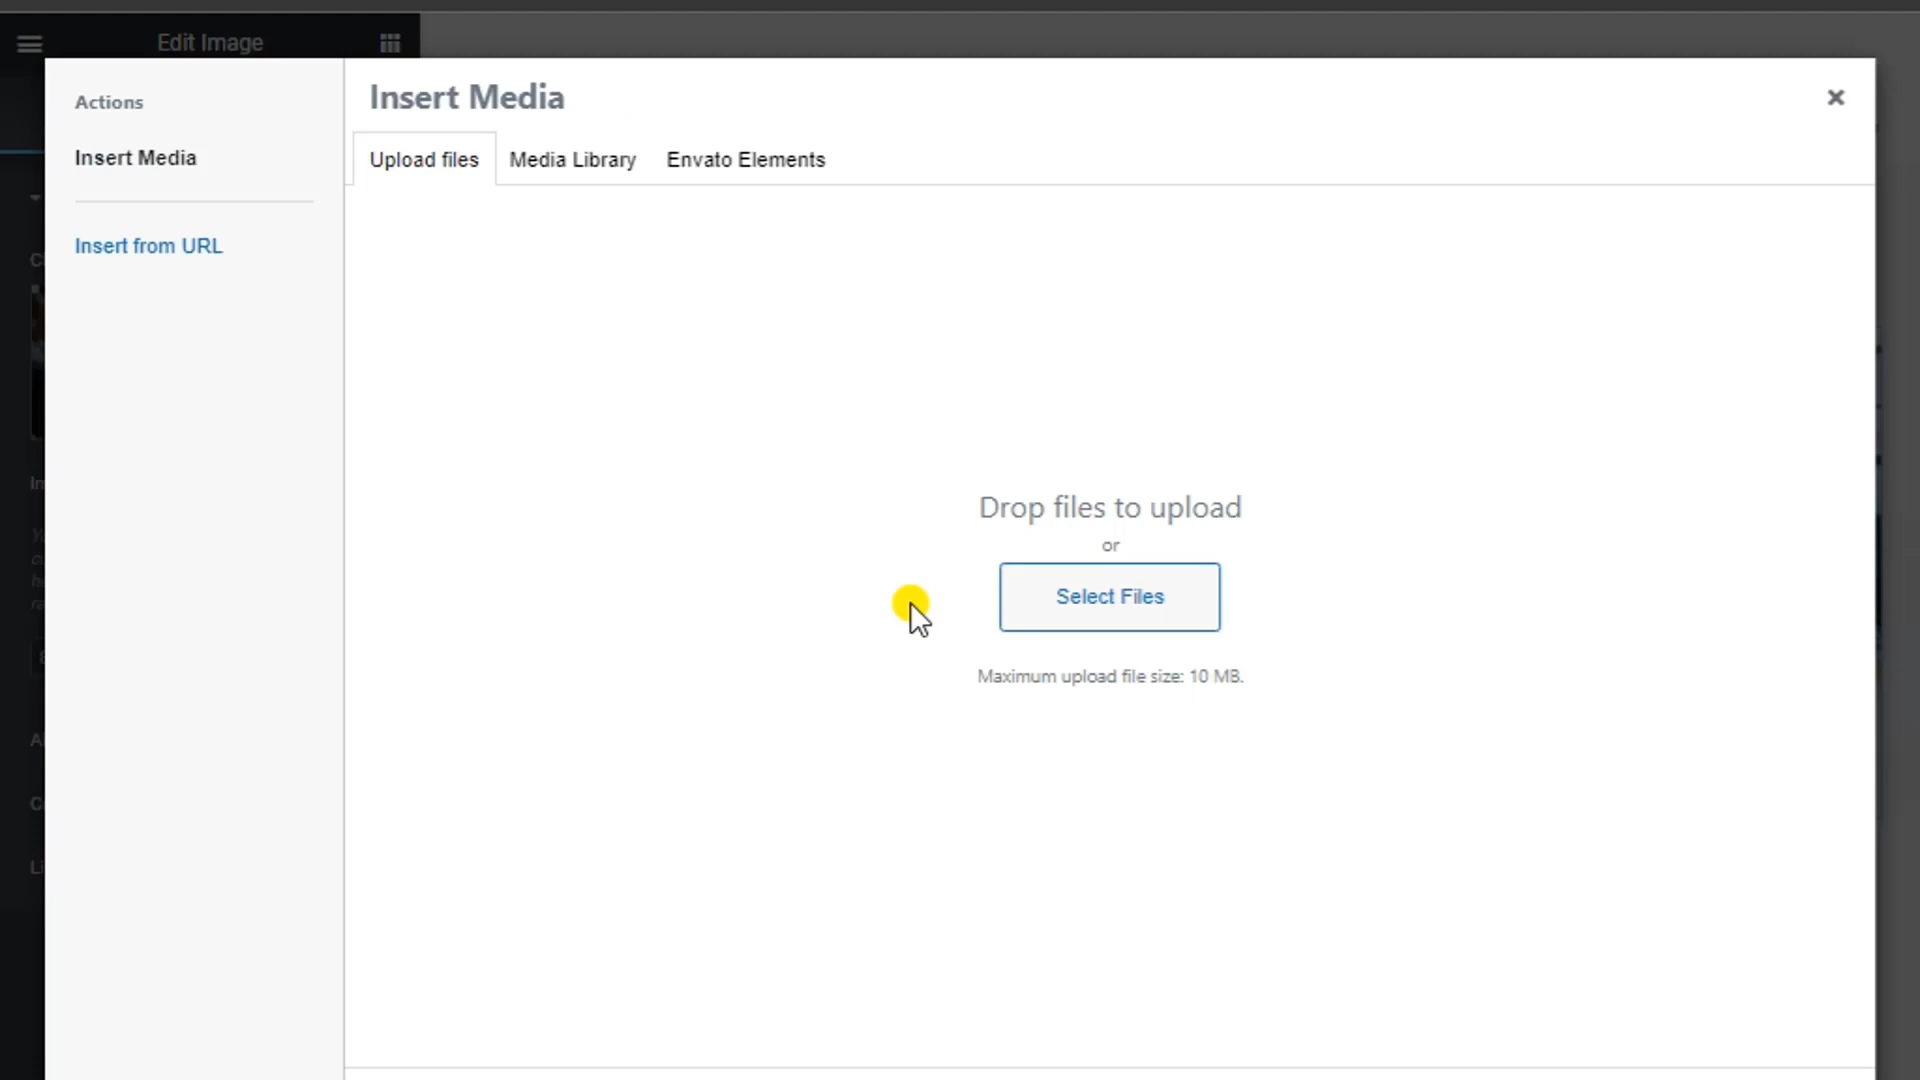 Edit Image
Actions
Insert Media
Insert from URL
Insert Media
Upload files Media Library Envato Elements
Drop files to upload
or
Select Files
Maximum upload file size: 10 MB.